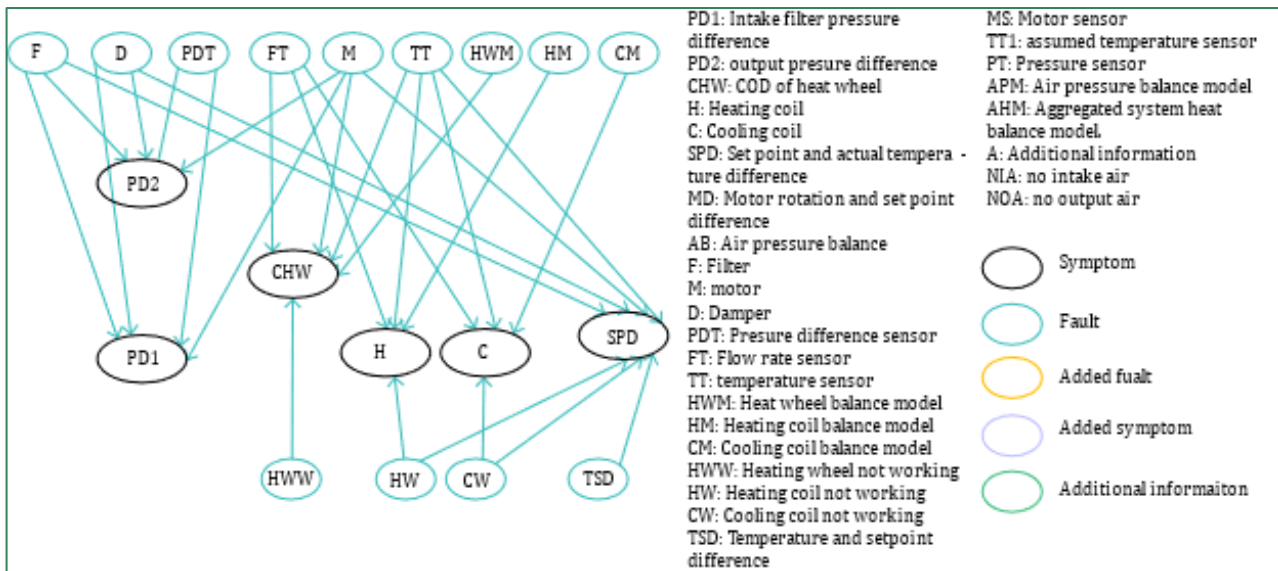 F
D
PDT
FT
M
TT
HWM
HM
CM
PD2
CHW
PD1
H
C
SPD
HWW
HW
CW
TSD
PD1: Intake filter pressure
difference
PD2: output presure difference
CHW: COD of heat wheel
H: Heating coil
C: Cooling coil
SPD: Set point and actual tempera -
ture difference
MD: Motor rotation and set point
difference
AB: Air pressure balance
F: Filter
M: motor
D: Damper
PDT: Presure difference sensor
FT: Flow rate sensor
TT: temperature sensor
HWM: Heat wheel balance model
HM: Heating coil balance model
CM: Cooling coil balance model
HWW: Heating wheel not working
HW: Heating coil not working
CW: Cooling coil not working
TSD: Temperature and setpoint
difference
MS: Motor sensor
TT1: assumed temperature sensor
PT: Pressure sensor
APM: Air pressure balance model
AHM: Aggregated system heat
balance model.
A: Additional information
NIA: no intake air
NOA: no output air
Symptom
Fault
Added fualt
Added symptom
Additional informaiton